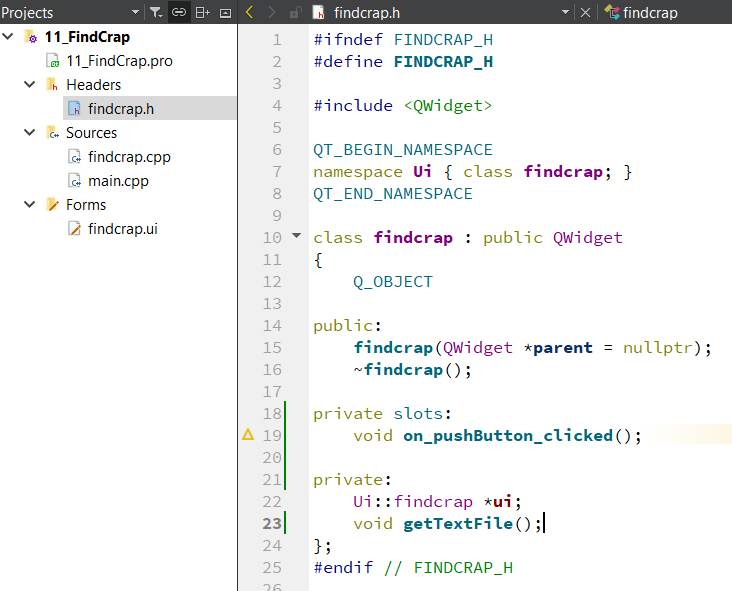 Projects
findcrap.h
findcrap
11_FindCrap
11_FindCrap.pro
Headers
findcrap.h
Sources
findcrap.cpp
main.cpp
Forms
findcrap.ui
1 #ifndef FINDCRAP_H
2 #define FINDCRAP_H
3
4 #include <QWidget>
5
6 QT_BEGIN_NAMESPACE
7 namespace Ui { class findcrap; }
8 QT_END_NAMESPACE
9
10 class findcrap : public QWidget
11 {
12     Q_OBJECT
13
14 public:
15     findcrap(QWidget *parent = nullptr);
16     ~findcrap();
17
18 private slots:
19     void on_pushButton_clicked();
20
21 private:
22     Ui::findcrap *ui;
23     void getTextFile();
24 };
25 #endif // FINDCRAP_H
26